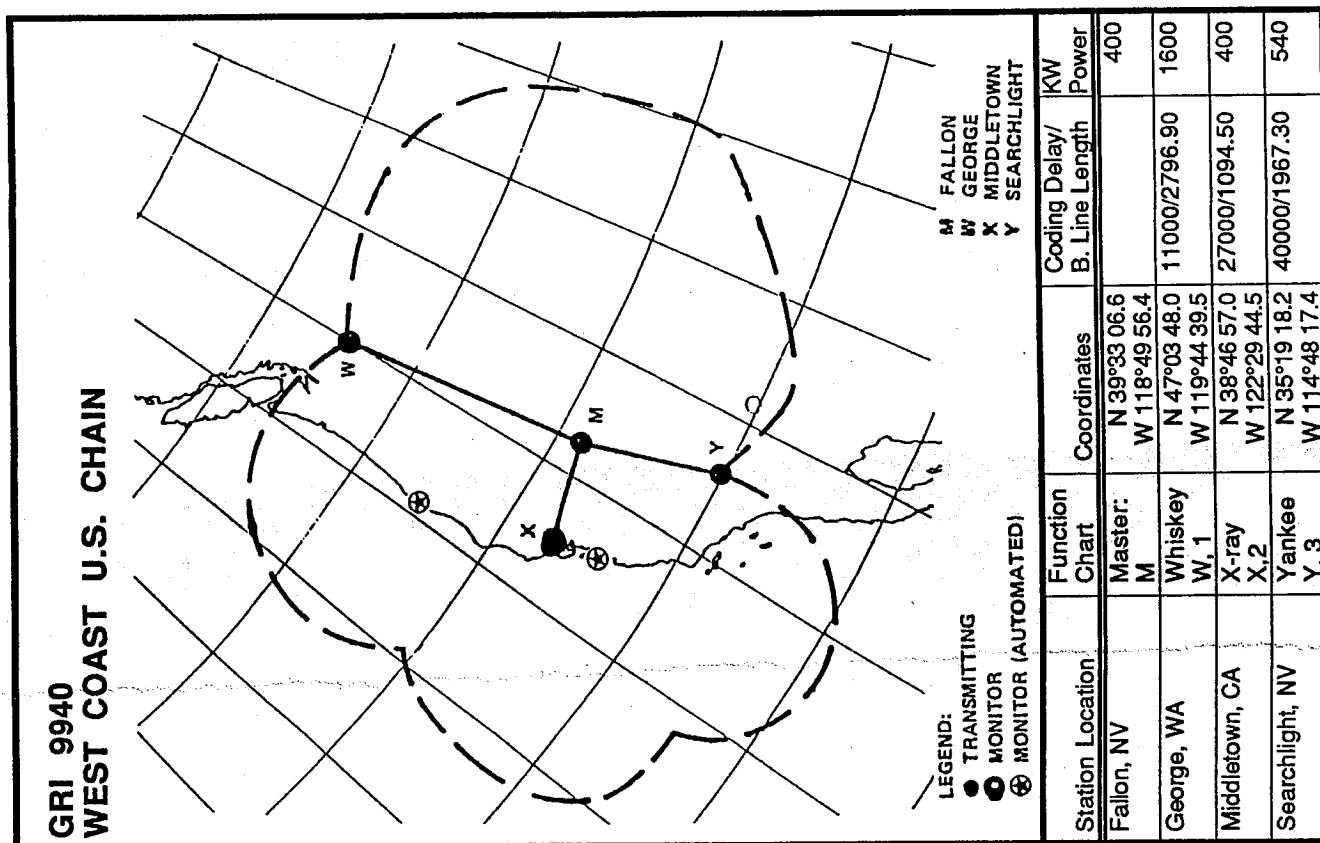 GRI 9940
WEST COAST U.S. CHAIN
W
M
X
Y
M FALLON
W GEORGE
X MIDDLETOWN
Y SEARCHLIGHT
LEGEND:
TRANSMITTING
MONITOR
MONITOR (AUTOMATED)
Station Location Function Chart Coordinates Coding Delay/ B. Line Length KW Power
Fallon, NV Master: M N 39°33 06.6 W 118°49 56.4 400
George, WA Whiskey W, 1 N 47°03 48.0 W 119°44 39.5 11000/2796.90 1600
Middletown, CA X-ray X,2 N 38°46 57.0 W 122°29 44.5 27000/1094.50 400
Searchlight, NV Yankee Y, 3 N 35°19 18.2 W 114°48 17.4 40000/1967.30 540